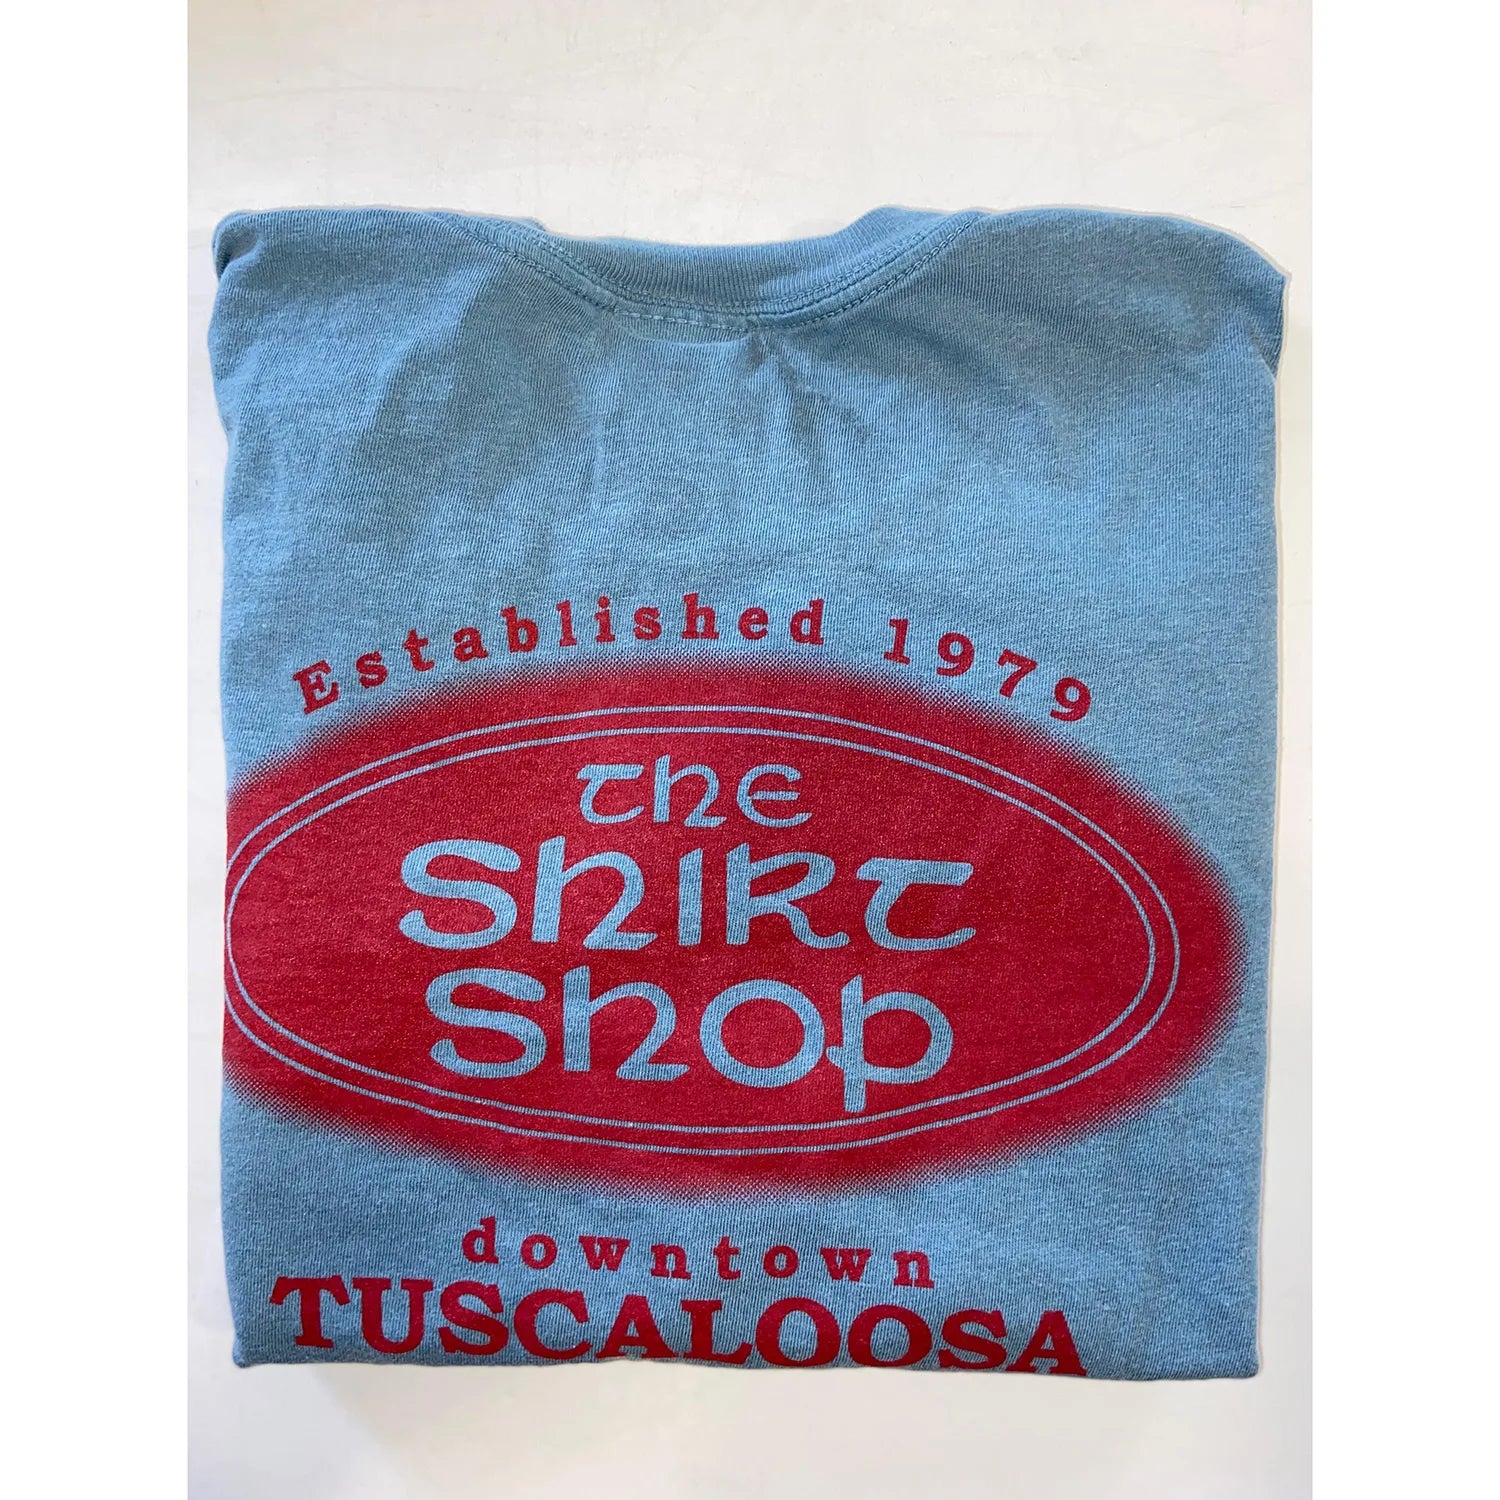 Established 1979
the
shirt
shop
downtown
TUSCALOOSA